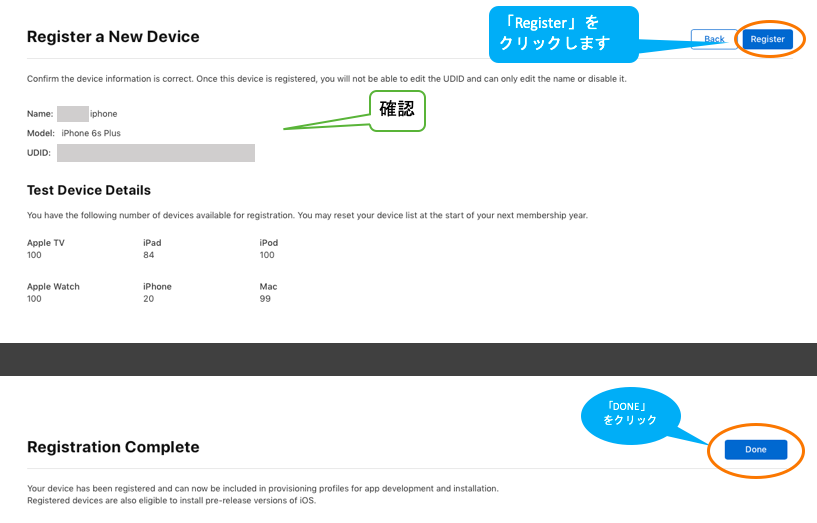 「Register」を
クリックします
Register a New Device
Back
Register
Confirm the device information is correct. Once this device is registered, you will not be able to edit the UDID and can only edit the name or disable it.
確認
Name: iphone
Model: iPhone 6s Plus
UDID:
Test Device Details
You have the following number of devices available for registration. You may reset your device list at the start of your next membership year.
Apple TV iPad iPod
100 84 100
Apple Watch iPhone Mac
100 20 99
「DONE」
をクリック
Registration Complete
Done
Your device has been registered and can now be included in provisioning profiles for app development and installation.
Registered devices are also eligible to install pre-release versions of iOS.